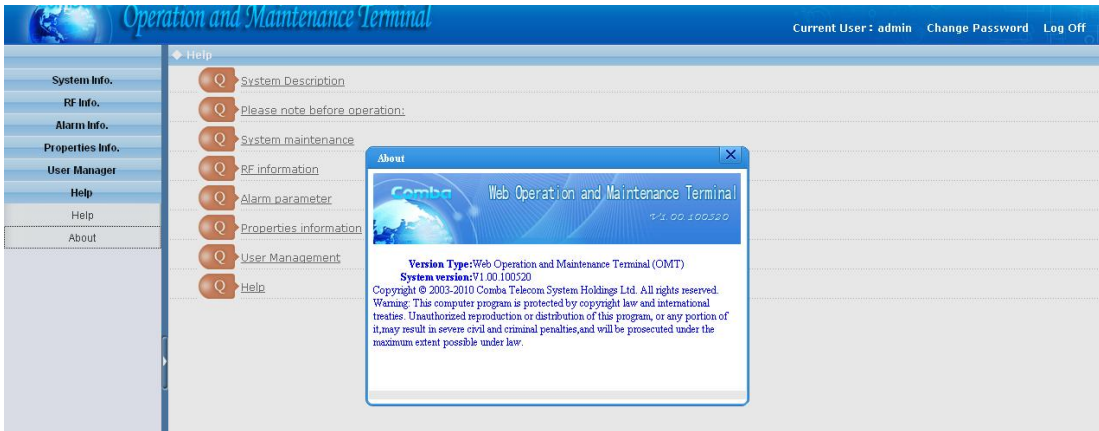 Operation and Maintenance Terminal
Current User: admin Change Password Log Off
Help
System Info.
RF Info.
Alarm Info.
Properties Info.
User Manager
Help
Help
About
Q System Description
Q Please note before operation:
Q System maintenance
Q RF information
Q Alarm parameter
Q Properties information
Q User Management
Q Help
About
Comba Web Operation and Maintenance Terminal
V1.00.100520
Version Type:Web Operation and Maintenance Terminal (OMT)
System version:V1.00.100520
Copyright © 2003-2010 Comba Telecom System Holdings Ltd. All rights reserved.
Warning: This computer program is protected by copyright law and international
treaties. Unauthorized reproduction or distribution of this program, or any portion of
it,may result in severe civil and criminal penalties,and will be prosecuted under the
maximum extent possible under law.